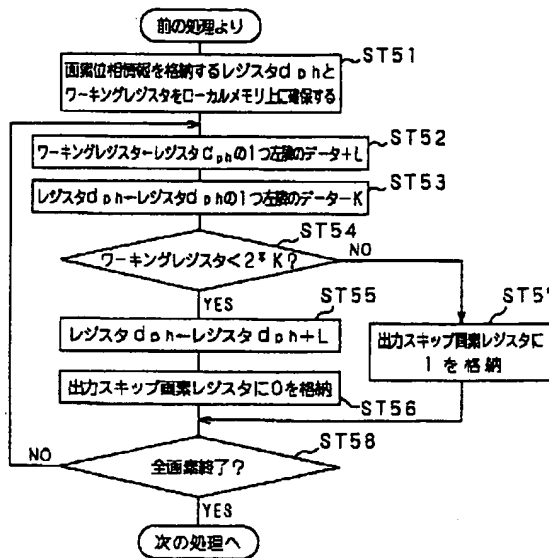 前の処理より
ST51
画素位相情報を格納するレジスタdphと
ワーキングレジスタをローカルメモリ上に確保する
ST52
ワーキングレジスタ←レジスタdphの1つ左隣のデータ+L
ST53
レジスタdph←レジスタdphの1つ左隣のデータ-K
ST54
ワーキングレジスタ<2*K?
NO
YES
ST55
レジスタdph←レジスタdph+L
ST57
出力スキップ画素レジスタに
1を格納
出力スキップ画素レジスタに0を格納
ST56
ST58
NO
全画素終了?
YES
次の処理へ